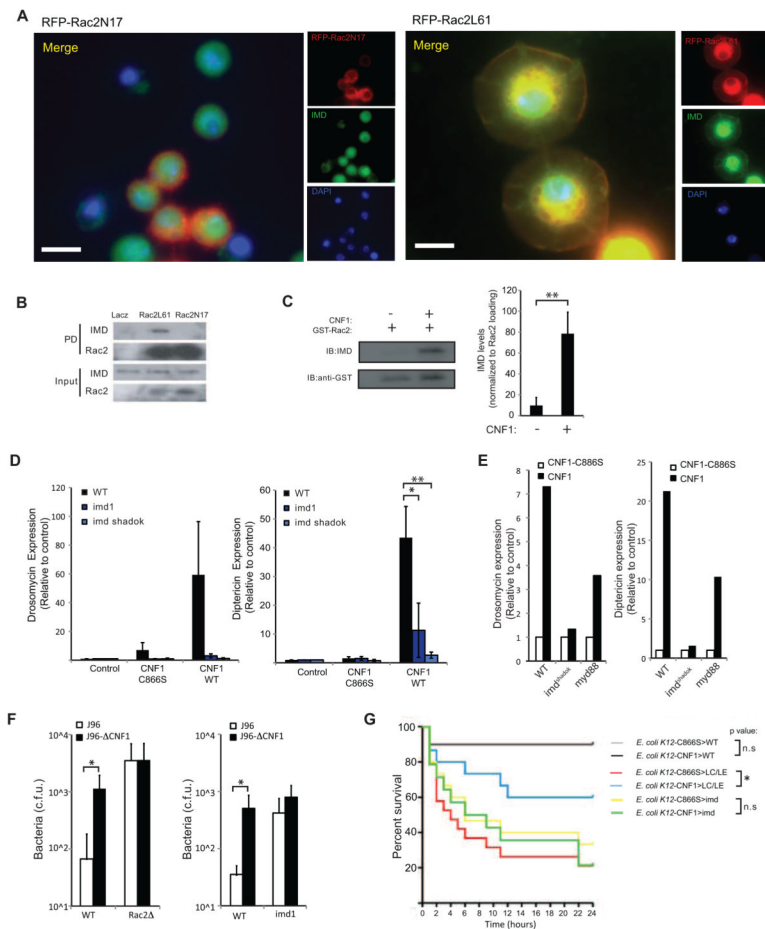 A
RFP-Rac2N17
RFP-Rac2L61
Merge
RFP-Rac2N17
IMD
DAPI
Merge
RFP-Rac2L61
IMD
DAPI
B
Lacz Rac2L61 Rac2N17
PD
IMD
Rac2
Input
IMD
Rac2
C
CNF1: - +
GST-Rac2: + +
IB:IMD
IB:anti-GST
IMD levels
(normalized to Rac2 loading)
120
100
80
60
40
20
0
**
CNF1: - +
D
Drosomycin Expression
(Relative to control)
120
100
80
60
40
20
WT
imd1
imd shadok
Control
CNF1
C866S
CNF1
WT
Diptericin Expression
(Relative to control)
60
50
40
30
20
10
0
WT
imd1
imd shadok
**
*
Control
CNF1
C866S
CNF1
WT
E
Drosomycin expression
(Relative to control)
8
7
6
5
4
3
2
1
0
CNF1-C886S
CNF1
WT
imd shadok
myd88
Diptericin expression
(Relative to control)
25
20
15
10
5
0
CNF1-C886S
CNF1
WT
imd shadok
myd88
F
J96
J96-ΔCNF1
Bacteria (c.f.u.)
10^4
10^3
10^2
10^1
*
WT
Rac2Δ
J96
J96-ΔCNF1
Bacteria (c.f.u.)
10^4
10^3
10^2
10^1
*
WT
imd1
G
Percent survival
100
80
60
40
20
0
0 1 2 4 6 8 10 12 14 16 18 20 22 24
Time (hours)
p value:
E. coli K12-C866S>WT
E. coli K12-CNF1>WT
n.s
E. coli K12-C866S>LC/LE
E. coli K12-CNF1>LC/LE
*
E. coli K12-C866S>imd
E. coli K12-CNF1>imd
n.s